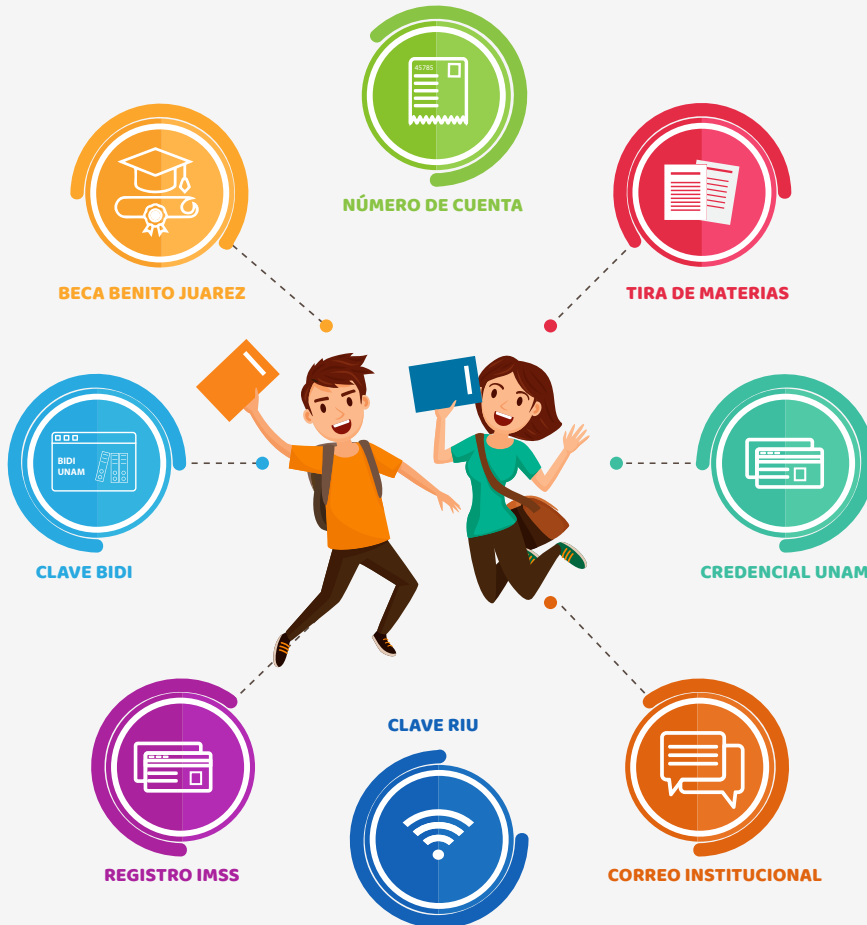 45785
NÚMERO DE CUENTA
BECA BENITO JUAREZ
TIRA DE MATERIAS
BIDI
UNAM
CLAVE BIDI
CREDENCIAL UNAM
CLAVE RIU
REGISTRO IMSS
CORREO INSTITUCIONAL